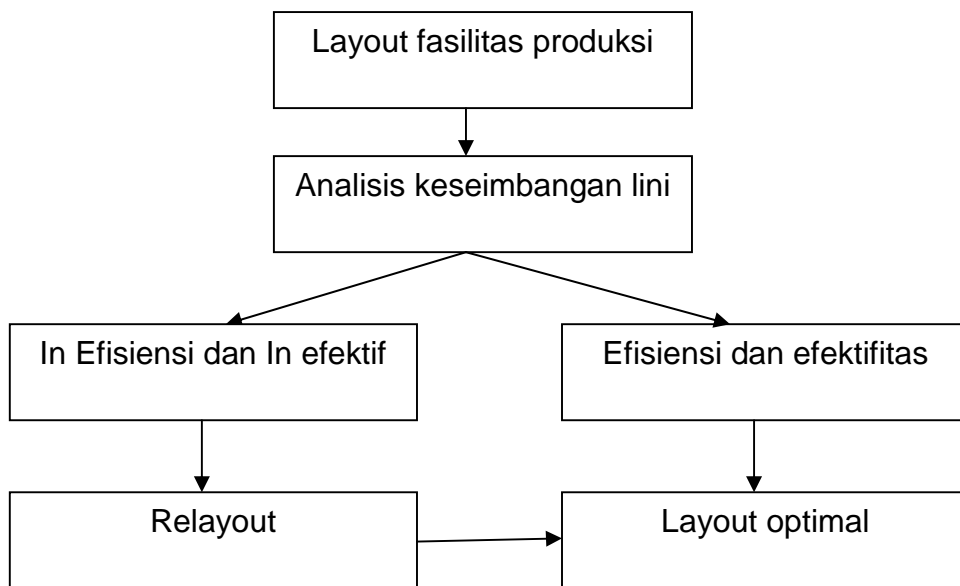 Layout fasilitas produksi
Analisis keseimbangan lini
In Efisiensi dan In efektif
Efisiensi dan efektifitas
Relayout
Layout optimal